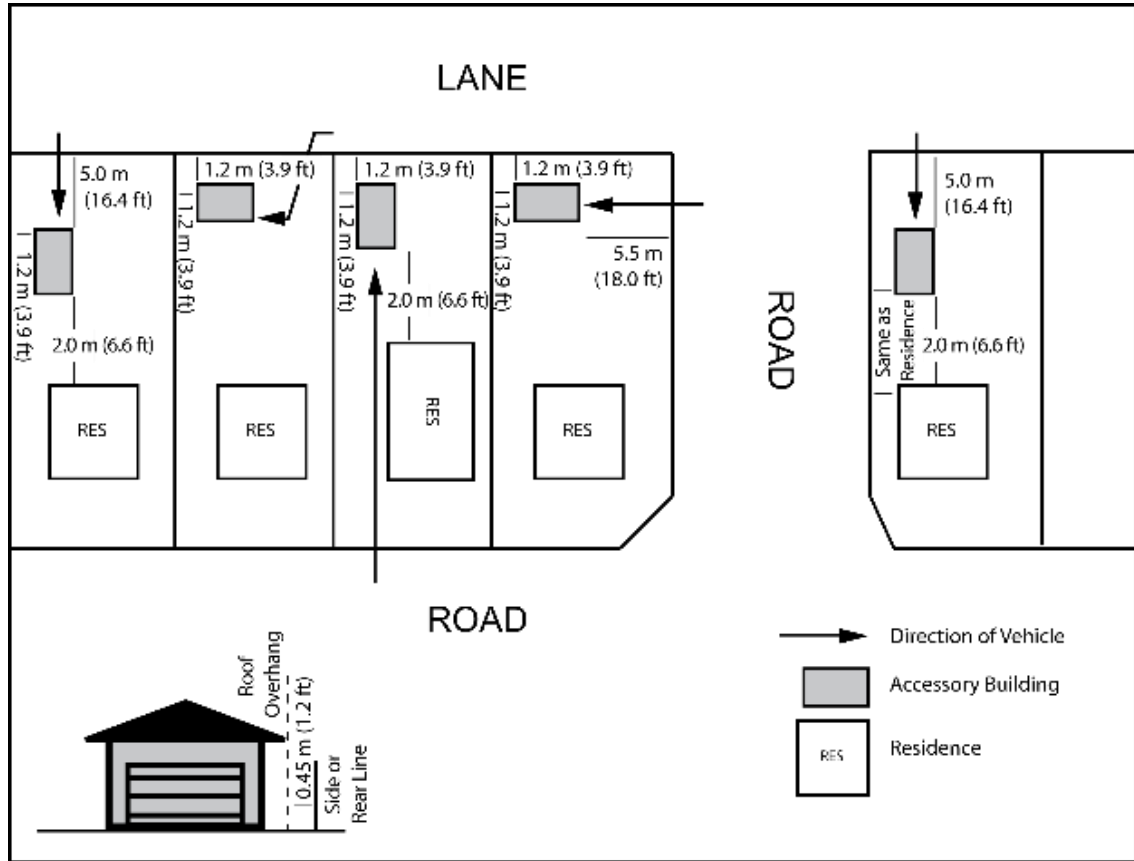 LANE
5.0 m
(16.4 ft)
1.2 m (3.9 ft)
1.2 m (3.9 ft)
1.2 m (3.9 ft)
5.0 m
(16.4 ft)
1.2 m (3.9 ft)
1.2 m (3.9 ft)
1.2 m (3.9 ft)
1.2 m (3.9 ft)
5.5 m
(18.0 ft)
2.0 m (6.6 ft)
2.0 m (6.6 ft)
ROAD
Same as
Residence
2.0 m (6.6 ft)
RES
RES
RES
RES
RES
ROAD
Roof
Overhang
0.45 m (1.2 ft)
Side or
Rear Line
Direction of Vehicle
Accessory Building
RES
Residence